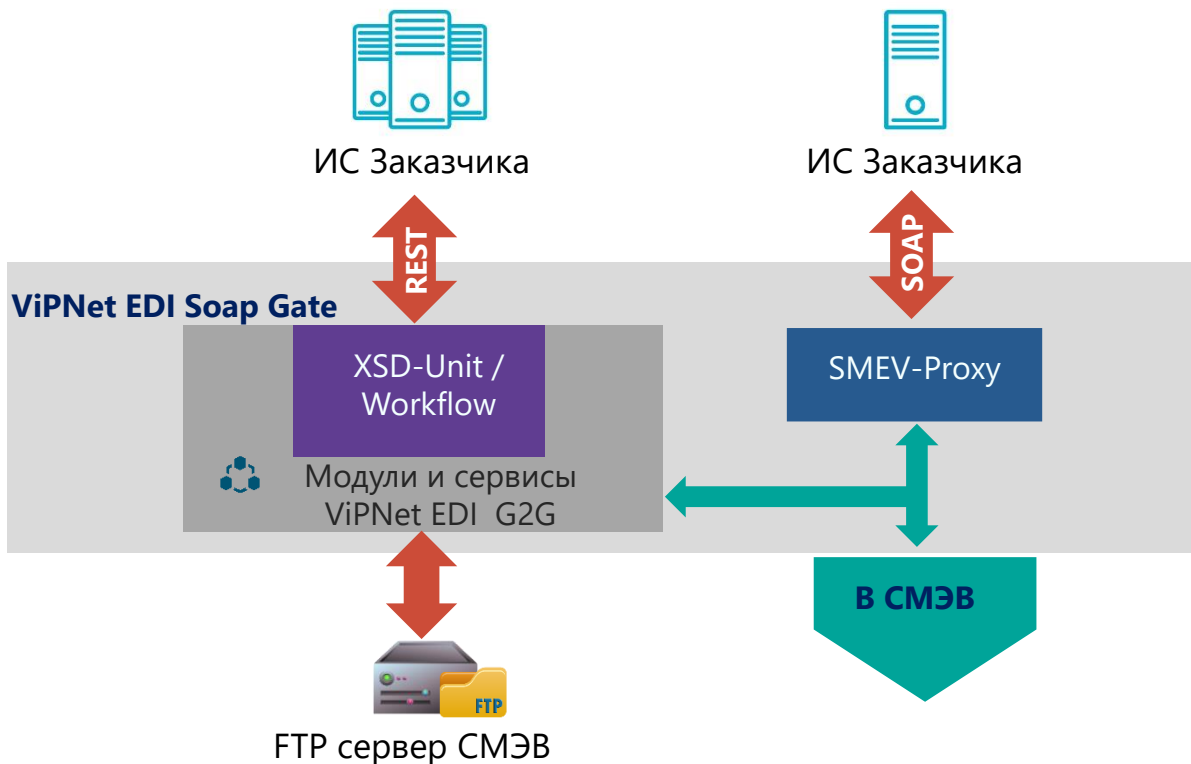 ИС Заказчика
ИС Заказчика
REST
SOAP
ViPNet EDI Soap Gate
XSD-Unit /
Workflow
SMEV-Proxy
Модули и сервисы
ViPNet EDI G2G
В СМЭВ
FTP
FTP сервер СМЭВ